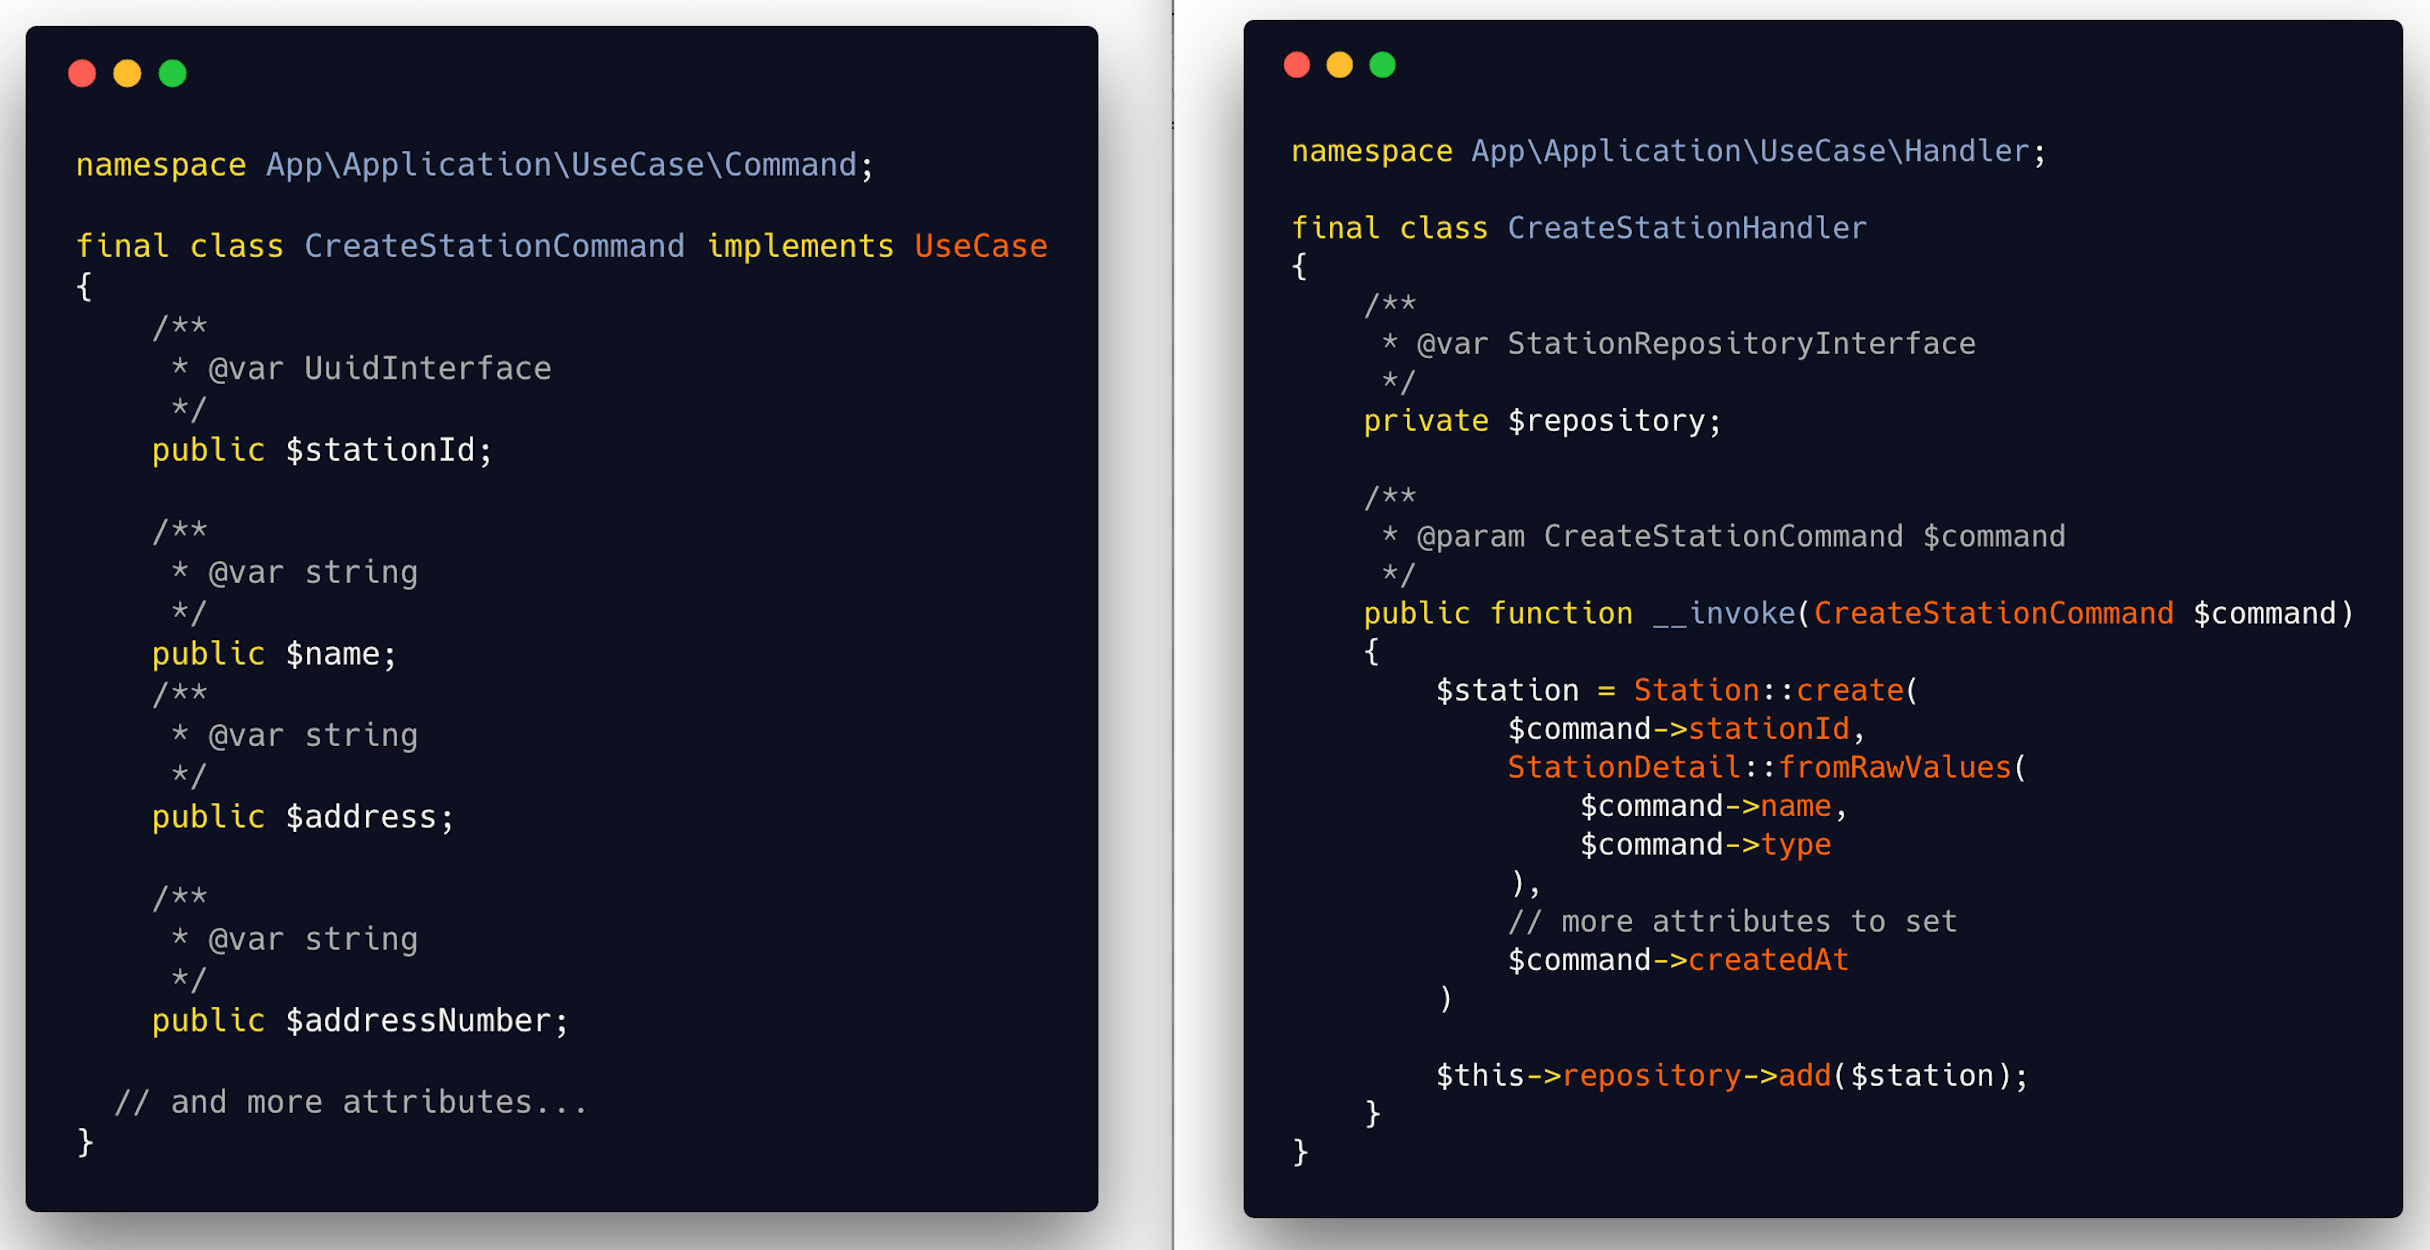 namespace App\Application\UseCase\Command;
final class CreateStationCommand implements UseCase
{
/**
* @var UuidInterface
*/
public $stationId;
/**
* @var string
*/
public $name;
/**
* @var string
*/
public $address;
/**
* @var string
*/
public $addressNumber;
// and more attributes...
}
namespace App\Application\UseCase\Handler;
final class CreateStationHandler
{
/**
* @var StationRepositoryInterface
*/
private $repository;
/**
* @param CreateStationCommand $command
*/
public function __invoke(CreateStationCommand $command)
{
$station = Station::create(
$command->stationId,
StationDetail::fromRawValues(
$command->name,
$command->type
),
// more attributes to set
$command->createdAt
)
$this->repository->add($station);
}
}